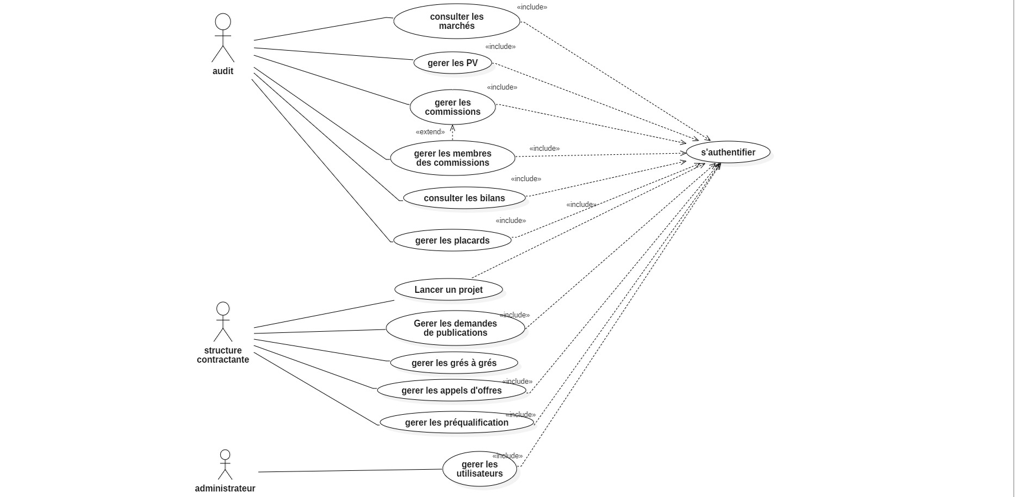 consulter les
marchés
«include»
audit
gerer les PV
«include»
gerer les
commissions
«include»
«extend»
gerer les membres
des commissions
«include»
s'authentifier
consulter les bilans
«include»
«include»
gerer les placards
«include»
Lancer un projet
structure
contractante
Gerer les demandes
de publications
«include»
gerer les grés à grés
gerer les appels d'offres
«include»
gerer les préqualification
«include»
administrateur
gerer les
utilisateurs
«include»